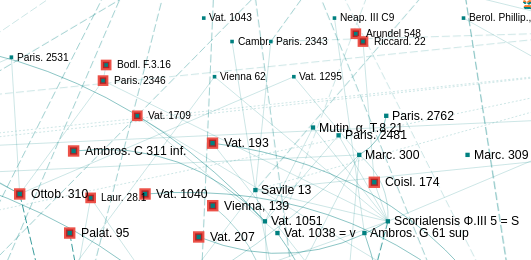 Vat. 1043
Neap. III C9
Berol. Phillip.,
Arundel 548
Cambr
Paris. 2343
Riccard. 22
Paris. 2531
Bodl. F.3.16
Vienna 62
Vat. 1295
Paris. 2346
Vat. 1709
Paris. 2762
Mutin. α. T.8.21
Paris. 2481
Vat. 193
Ambros. C 311 inf.
Marc. 300
Marc. 309
Coisl. 174
Savile 13
Ottob. 310
Laur. 28.1
Vat. 1040
Vienna, 139
Vat. 1051
Scorialensis Φ.III 5 = S
Palat. 95
Vat. 207
Vat. 1038 = v
Ambros. G 61 sup